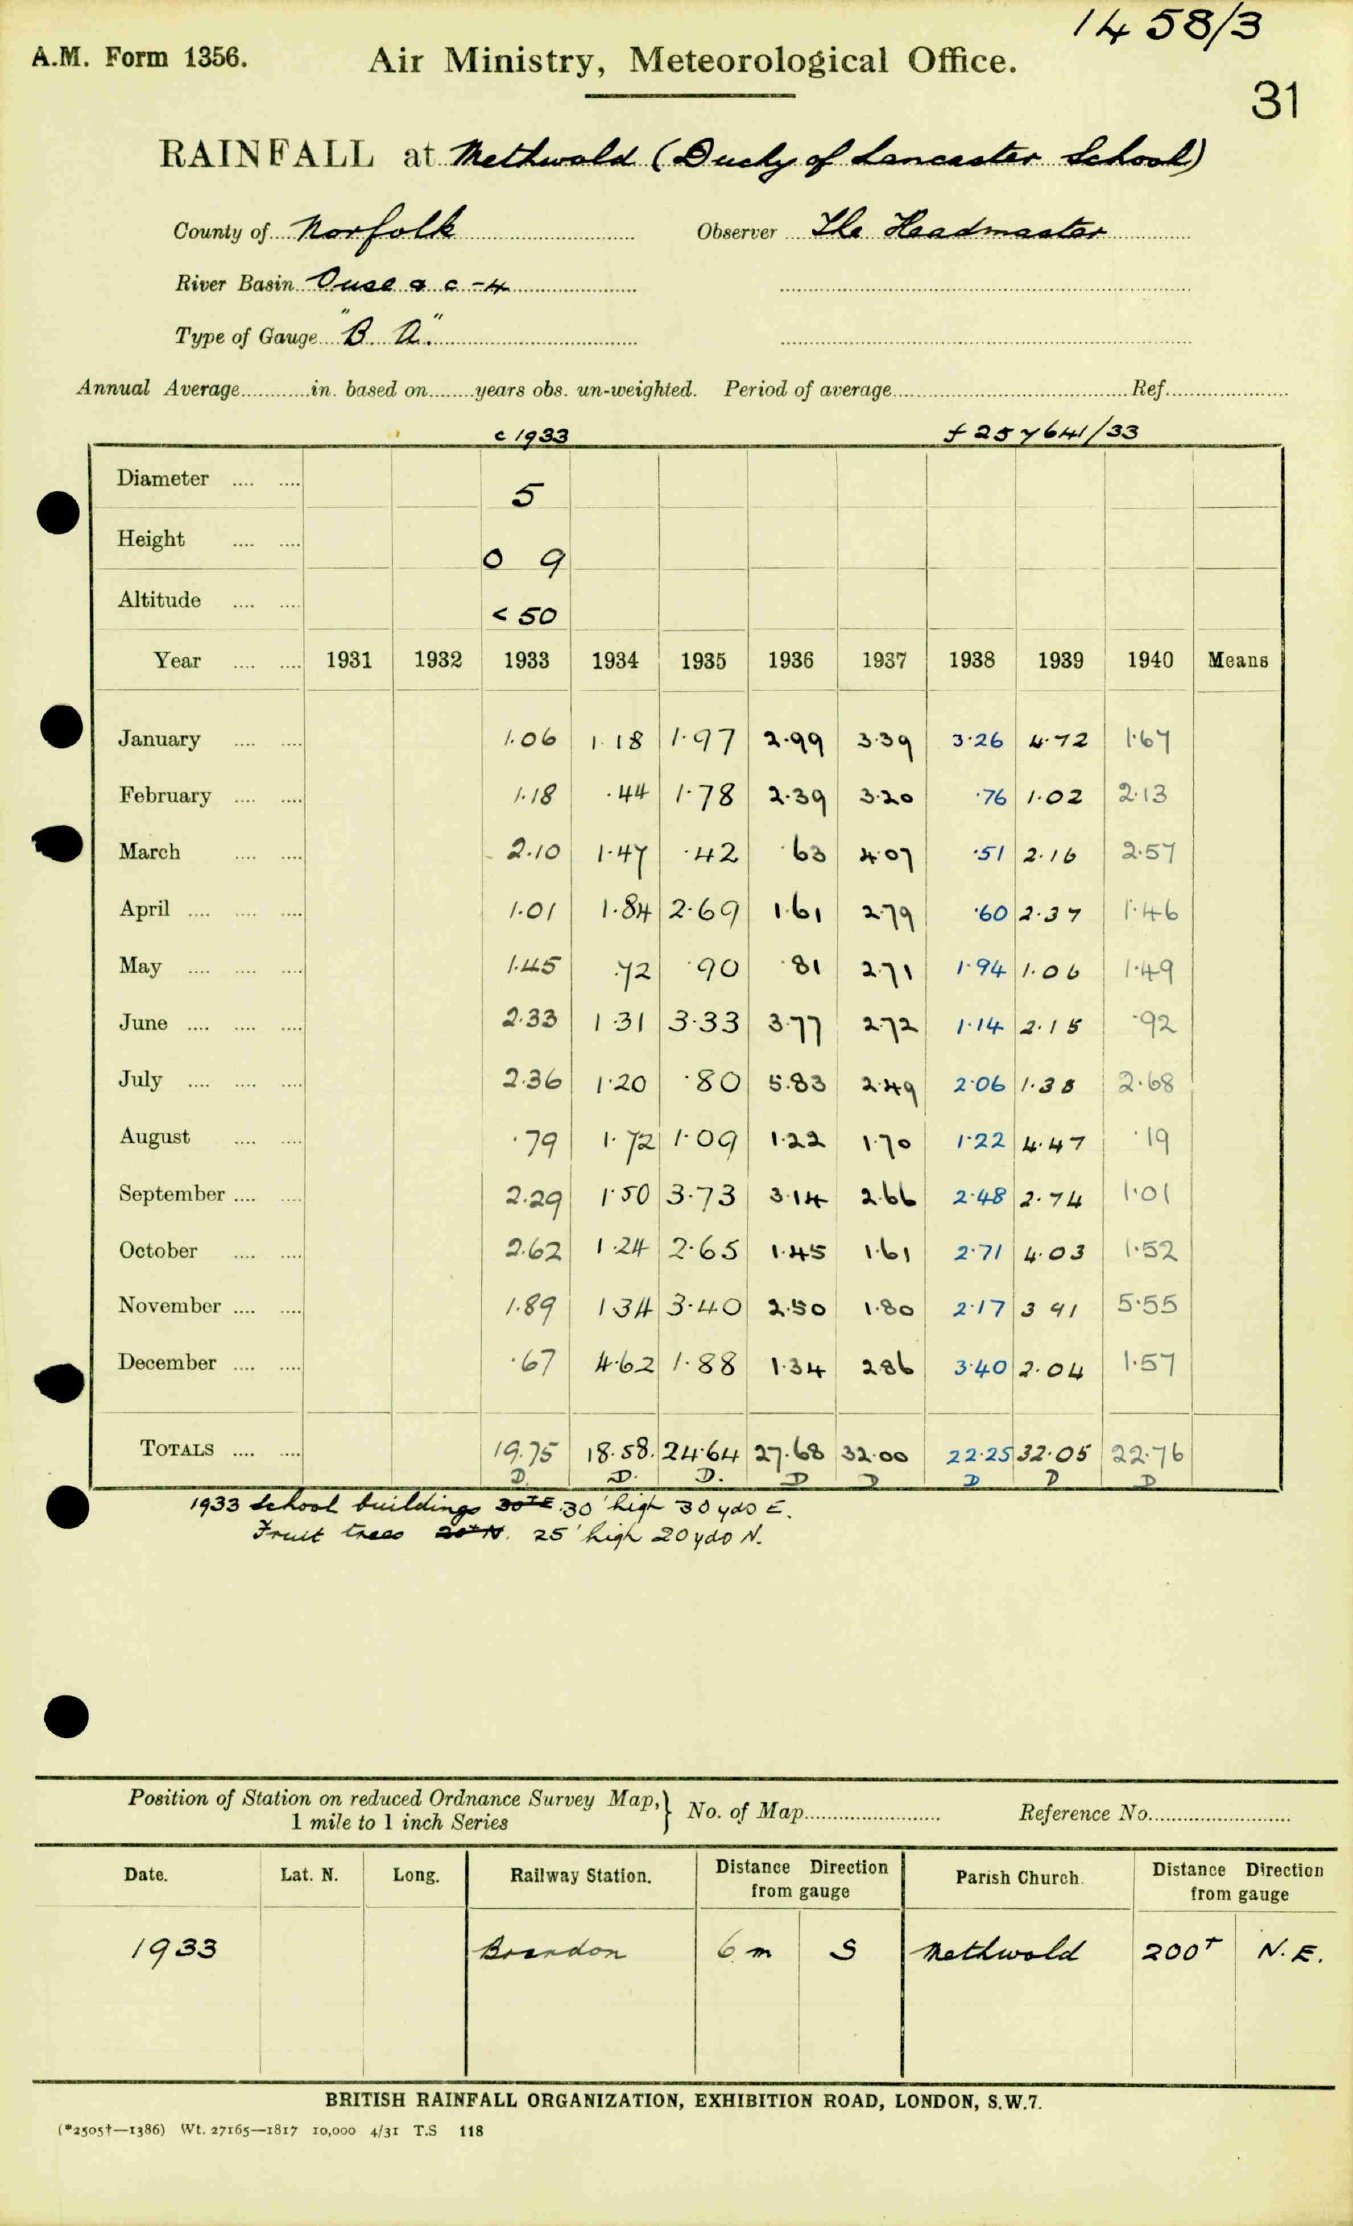 1458/3
A.M. Form 1356. Air Ministry, Meteorological Office.
31
RAINFALL at Methwold (Duchy of Lancaster School)
County of Norfolk Observer The Headmaster
River Basin Ouse & c -4
Type of Gauge "B A".
Annual Average............in. based on........years obs. un-weighted. Period of average........................................Ref.....................
c 1933 f 257641/33
Diameter .... .... 5
Height .... .... 0 9
Altitude .... .... < 50
Year .... .... 1931 1932 1933 1934 1935 1936 1937 1938 1939 1940 Means
January .... .... 1.06 1.18 1.97 2.99 3.39 3.26 4.72 1.67
February .... .... 1.18 .44 1.78 2.39 3.20 .76 1.02 2.13
March .... .... 2.10 1.47 .42 .63 4.07 .51 2.16 2.57
April .... .... .... 1.01 1.84 2.69 1.61 2.79 .60 2.37 1.46
May .... .... .... 1.45 .72 .90 .81 2.71 1.94 1.06 1.49
June .... .... .... 2.33 1.31 3.33 3.77 2.72 1.14 2.15 .92
July .... .... .... 2.36 1.20 .80 5.83 2.49 2.06 1.38 2.68
August .... .... .79 1.72 1.09 1.22 1.70 1.22 4.47 .19
September .... .... 2.29 1.50 3.73 3.14 2.66 2.48 2.74 1.01
October .... .... 2.62 1.24 2.65 1.45 1.61 2.71 4.03 1.52
November .... .... 1.89 1.34 3.40 2.50 1.80 2.17 3 91 5.55
December .... .... .67 4.62 1.88 1.34 2.86 3.40 2.04 1.57
TOTALS .... .... 19.75 18.58. 24.64 27.68 32.00 22.25 32.05 22.76
D. D. D. D D D D D
1933 School buildings 30' high 30 yds E.
Fruit trees 25' high 20 yds N.
Position of Station on reduced Ordnance Survey Map,} No. of Map........................ Reference No.........................
1 mile to 1 inch Series
Date. Lat. N. Long. Railway Station. Distance Direction from gauge Parish Church. Distance Direction from gauge
1933 Brandon 6 m S Methwold 200+ N.E.
BRITISH RAINFALL ORGANIZATION, EXHIBITION ROAD, LONDON, S.W.7.
(*2505†—1386) Wt. 27165—1817 10,000 4/31 T.S 118